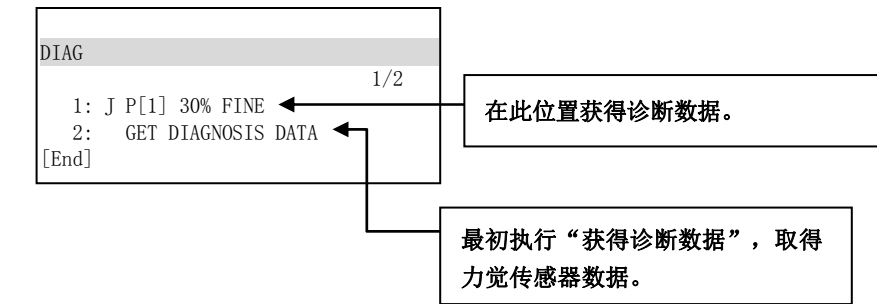 DIAG
1/2
1: J P[1] 30% FINE
2: GET DIAGNOSIS DATA
[End]
在此位置获得诊断数据。
最初执行“获得诊断数据”，取得
力觉传感器数据。